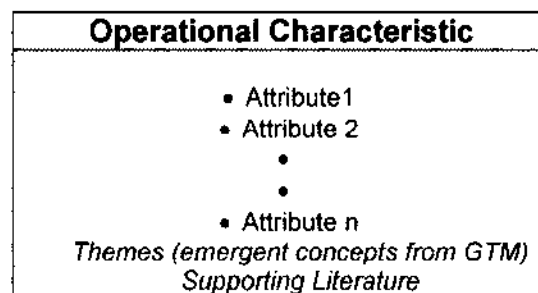 Operational Characteristic
• Attribute1
• Attribute 2
•
•
• Attribute n
Themes (emergent concepts from GTM)
Supporting Literature